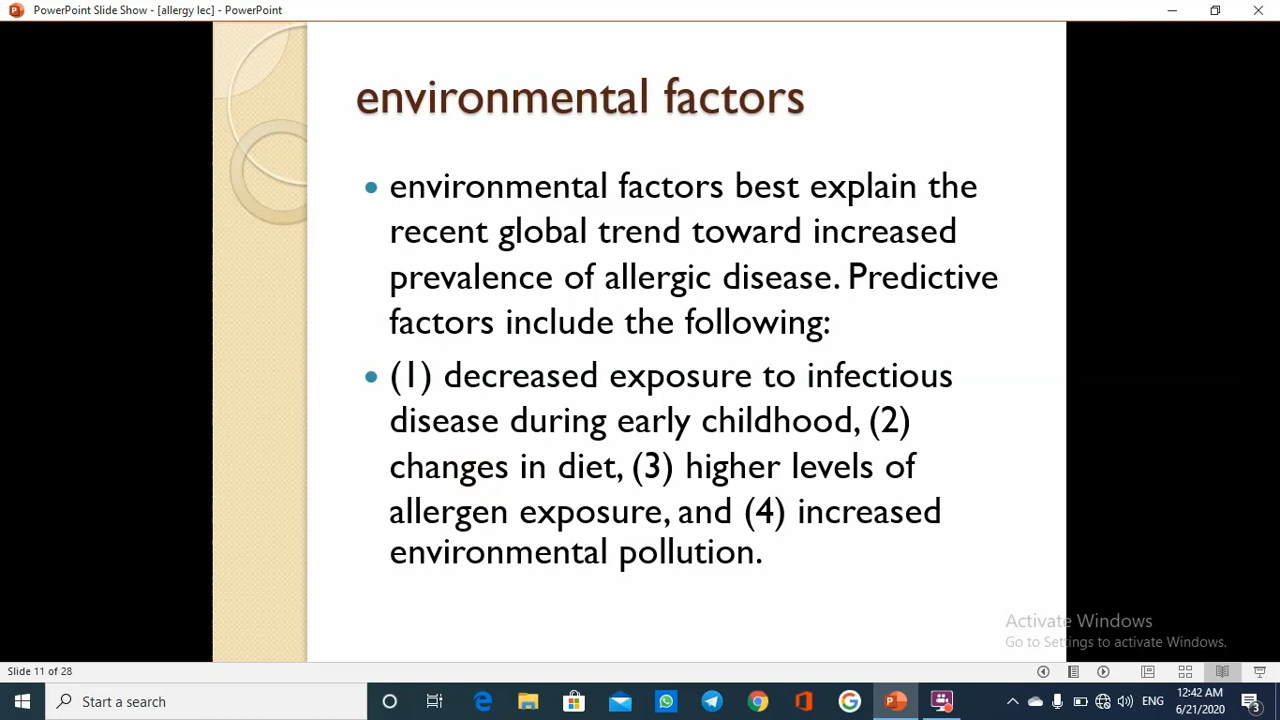 PowerPoint Slide Show - [allergy lec] - PowerPoint
environmental factors
• environmental factors best explain the
recent global trend toward increased
prevalence of allergic disease. Predictive
factors include the following:
• (1) decreased exposure to infectious
disease during early childhood, (2)
changes in diet, (3) higher levels of
allergen exposure, and (4) increased
environmental pollution.
Activate Windows
Go to Settings to activate Windows.
Slide 11 of 28
Start a search
ENG
12:42 AM
6/21/2020
3